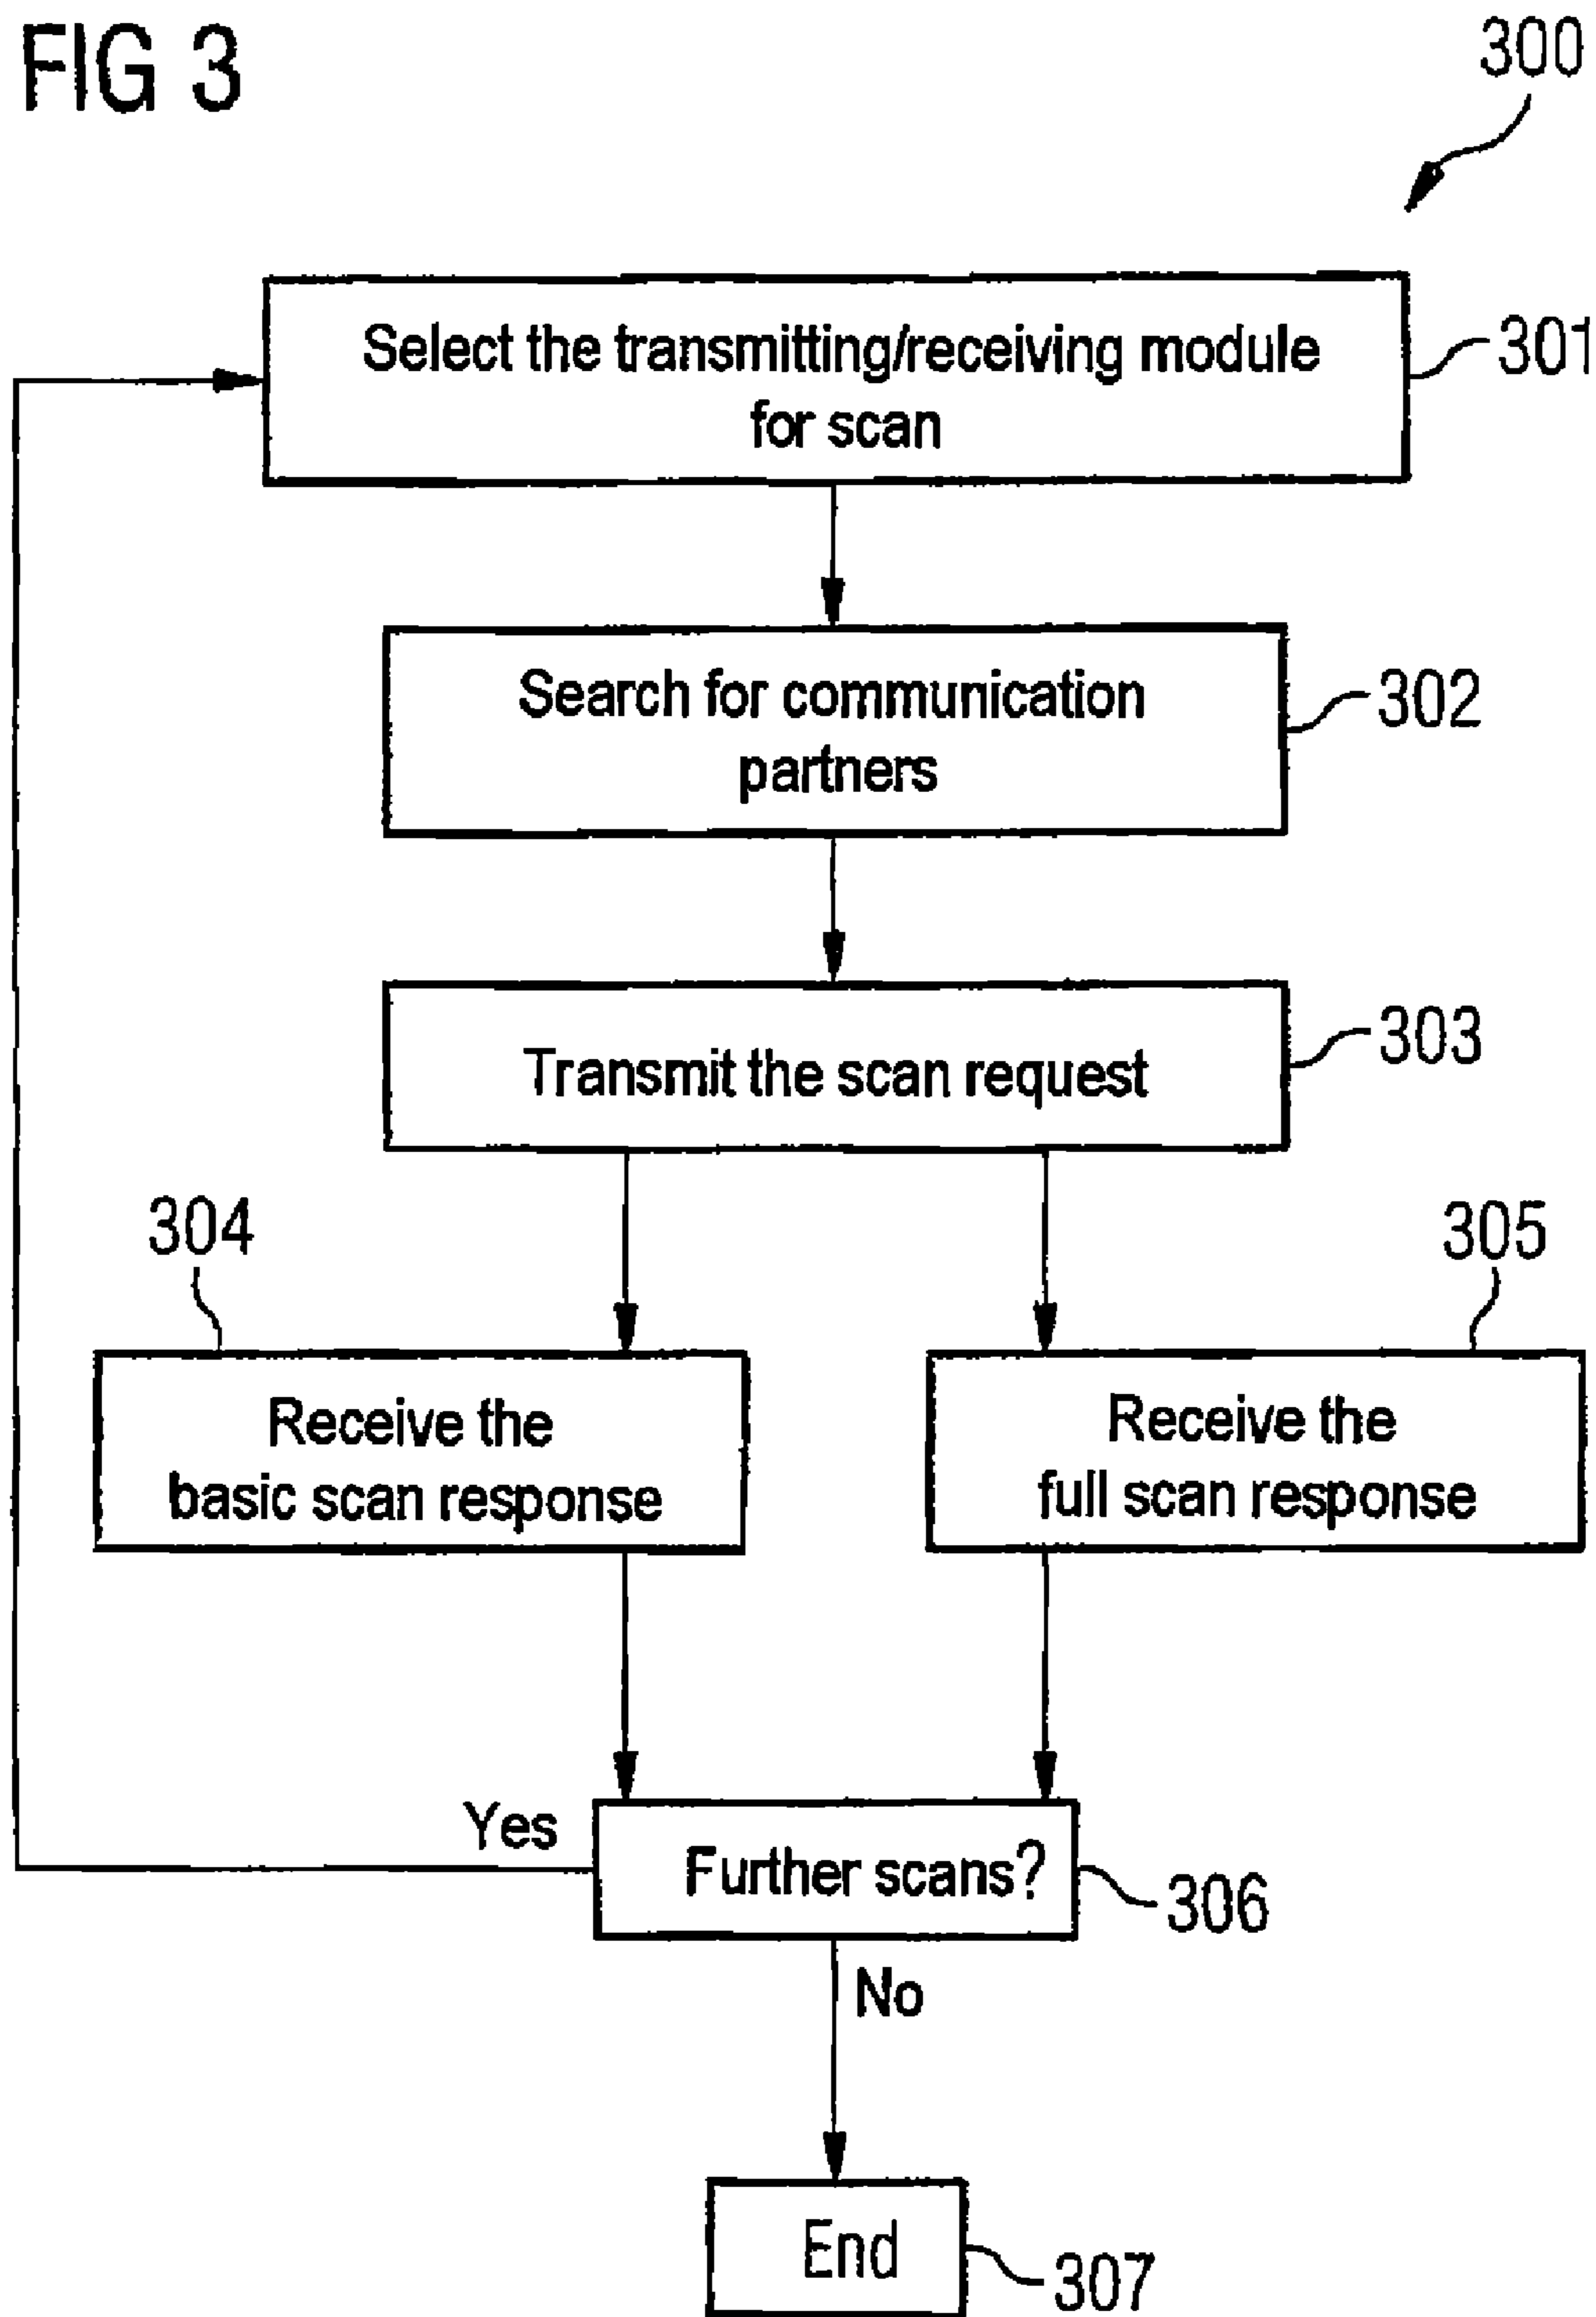 FIG 3
300
Select the transmitting/receiving module
for scan
301
Search for communication
partners
302
Transmit the scan request
303
304
305
Receive the
basic scan response
Receive the
full scan response
Yes
Further scans?
306
No
End
307